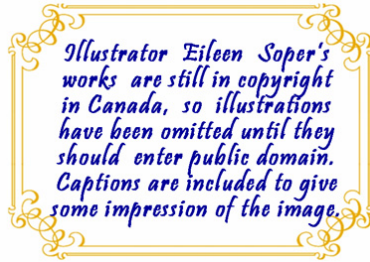 Illustrator Eileen Soper's
works are still in copyright
in Canada, so illustrations
have been omitted until they
should enter public domain.
Captions are included to give
some impression of the image.